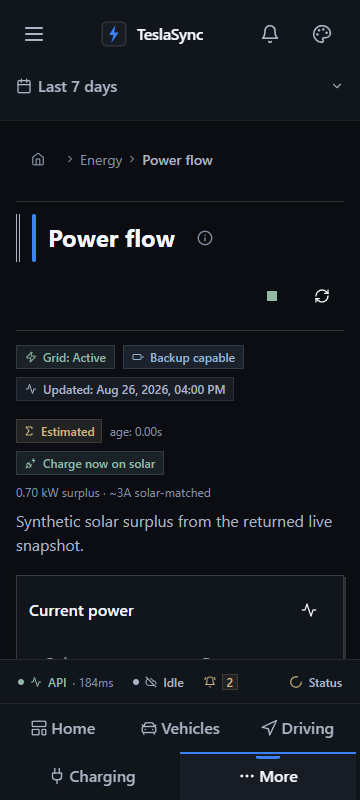 TeslaSync
Last 7 days
Energy
Power flow
Power flow
Grid: Active
Backup capable
Updated: Aug 26, 2026, 04:00 PM
Estimated
age: 0.00s
Charge now on solar
0.70 kW surplus · ~3A solar-matched
Synthetic solar surplus from the returned live
snapshot.
Current power
API · 184ms
Idle
2
Status
Home
Vehicles
Driving
Charging
More